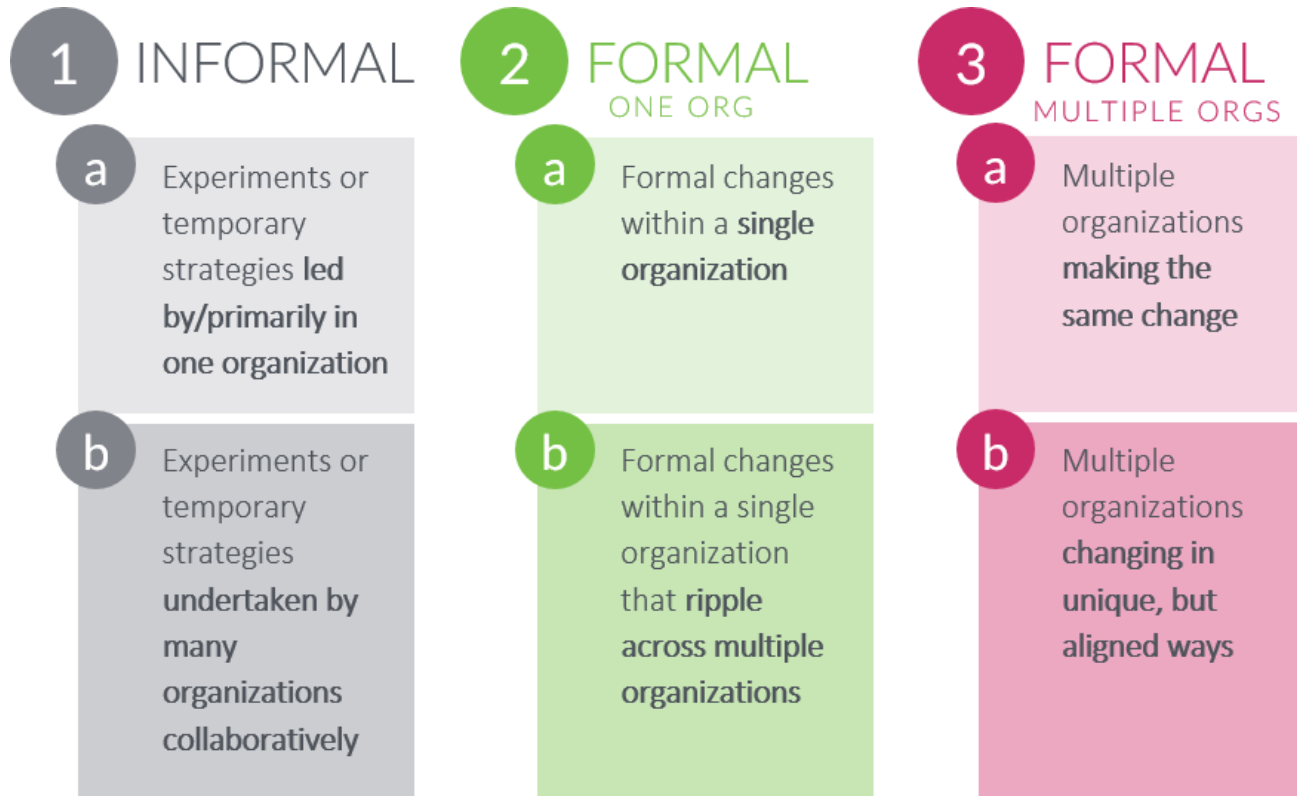 1 INFORMAL
a
Experiments or
temporary
strategies led
by/primarily in
one organization
b
Experiments or
temporary
strategies
undertaken by
many
organizations
collaboratively
2 FORMAL
ONE ORG
a
Formal changes
within a single
organization
b
Formal changes
within a single
organization
that ripple
across multiple
organizations
3 FORMAL
MULTIPLE ORGS
a
Multiple
organizations
making the
same change
b
Multiple
organizations
changing in
unique, but
aligned ways